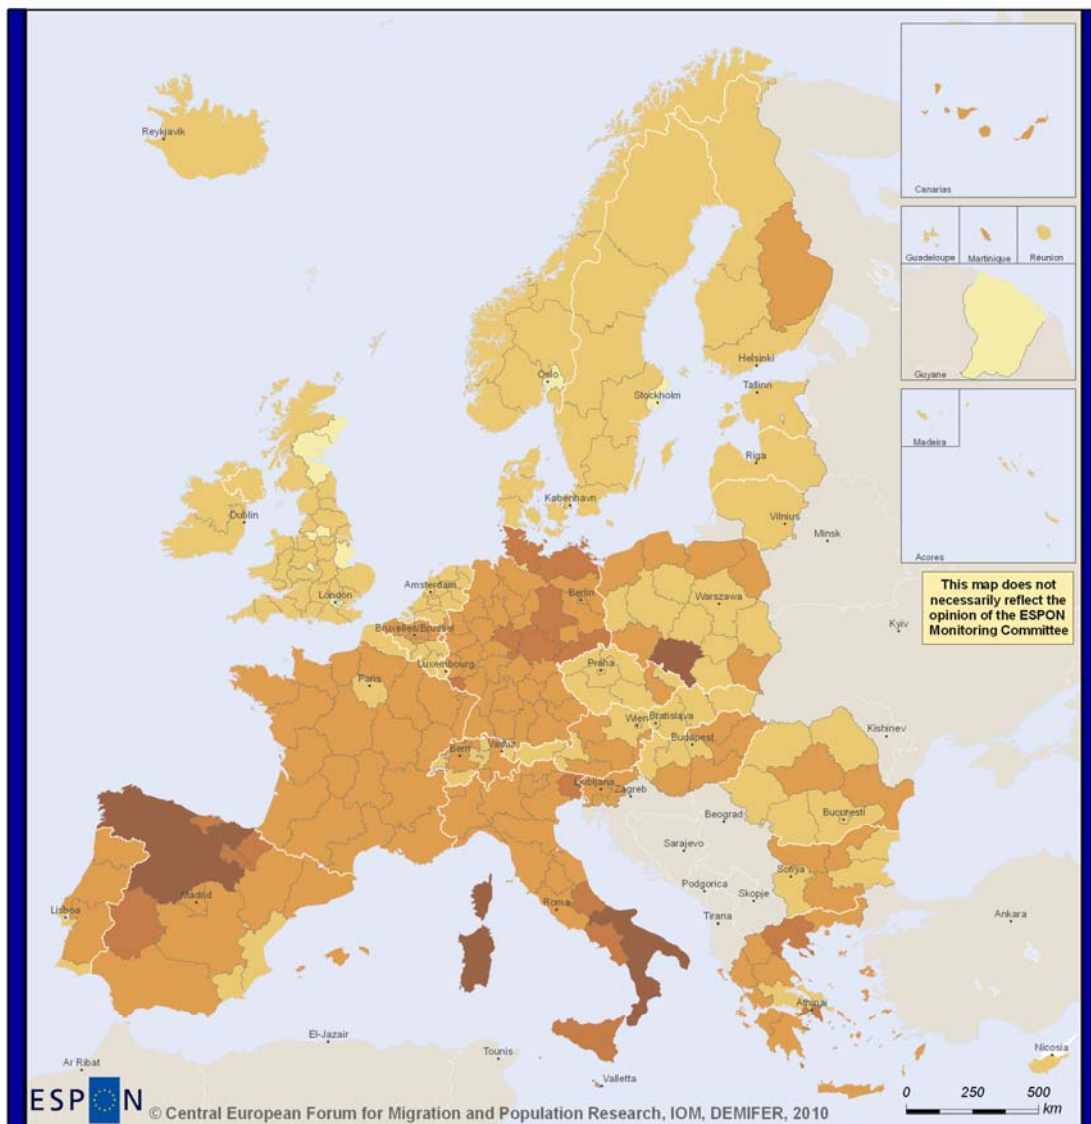 Reykjavik
Canarias
Guadeloupe
Martinique
Réunion
Guyane
Madeira
Acores
This map does not
necessarily reflect the
opinion of the ESPON
Monitoring Committee
Oslo
Helsinki
Tallinn
Stockholm
Riga
København
Vilnius
Minsk
Dublin
London
Amsterdam
Berlin
Warszawa
Kyiv
Bruxelles/Brussel
Luxembourg
Praha
Paris
Wien
Bratislava
Kishinev
Budapest
Bern
Vaduz
Ljubljana
Zagreb
Beograd
Bucuresti
Sarajevo
Sofiya
Podgorica
Skopje
Tirana
Ankara
Lisboa
Madrid
Roma
Athinai
El-Jazair
Tounis
Ar Ribat
Valletta
Nicosia
ESPON
© Central European Forum for Migration and Population Research, IOM, DEMIFER, 2010
0 250 500
km